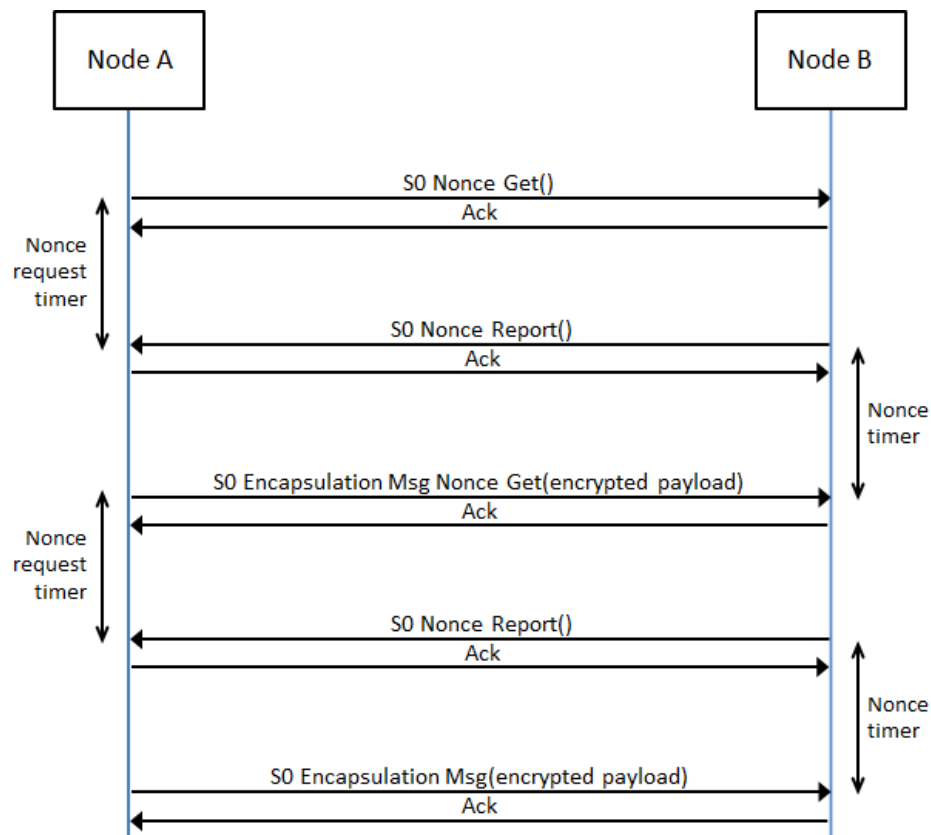 Node A
Node B
S0 Nonce Get()
Ack
Nonce
request
timer
S0 Nonce Report()
Ack
Nonce
timer
S0 Encapsulation Msg Nonce Get(encrypted payload)
Ack
Nonce
request
timer
S0 Nonce Report()
Ack
Nonce
timer
S0 Encapsulation Msg(encrypted payload)
Ack